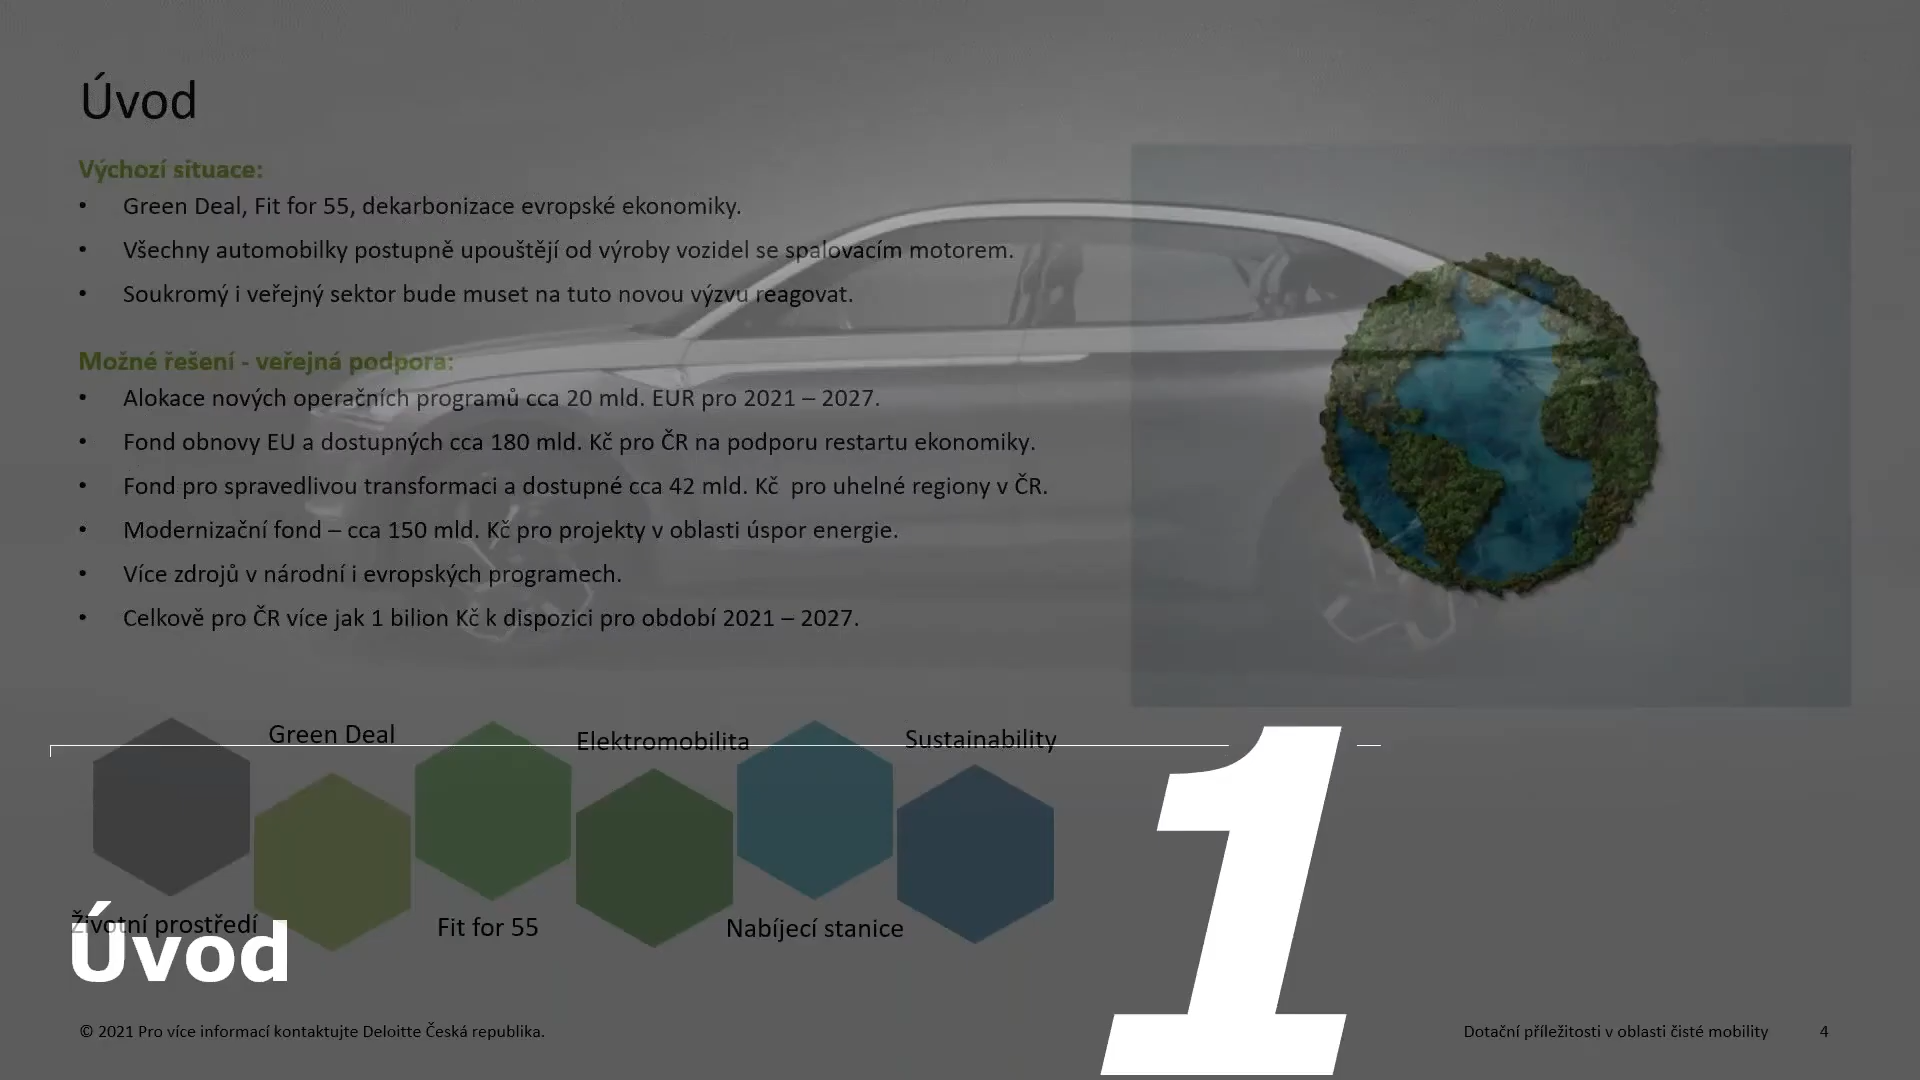 Úvod
Výchozí situace:
• Green Deal, Fit for 55, dekarbonizace evropské ekonomiky.
• Všechny automobilky postupně upouštějí od výroby vozidel se spalovacím motorem.
• Soukromý i veřejný sektor bude muset na tuto novou výzvu reagovat.
Možné řešení - veřejná podpora:
• Alokace nových operačních programů cca 20 mld. EUR pro 2021 – 2027.
• Fond obnovy EU a dostupných cca 180 mld. Kč pro ČR na podporu restartu ekonomiky.
• Fond pro spravedlivou transformaci a dostupné cca 42 mld. Kč  pro uhelné regiony v ČR.
• Modernizační fond – cca 150 mld. Kč pro projekty v oblasti úspor energie.
• Více zdrojů v národní i evropských programech.
• Celkově pro ČR více jak 1 bilion Kč k dispozici pro období 2021 – 2027.
Green Deal
Elektromobilita
Sustainability
Životní prostředí
Fit for 55
Nabíjecí stanice
Úvod
1
© 2021 Pro více informací kontaktujte Deloitte Česká republika.
Dotační příležitosti v oblasti čisté mobility
4